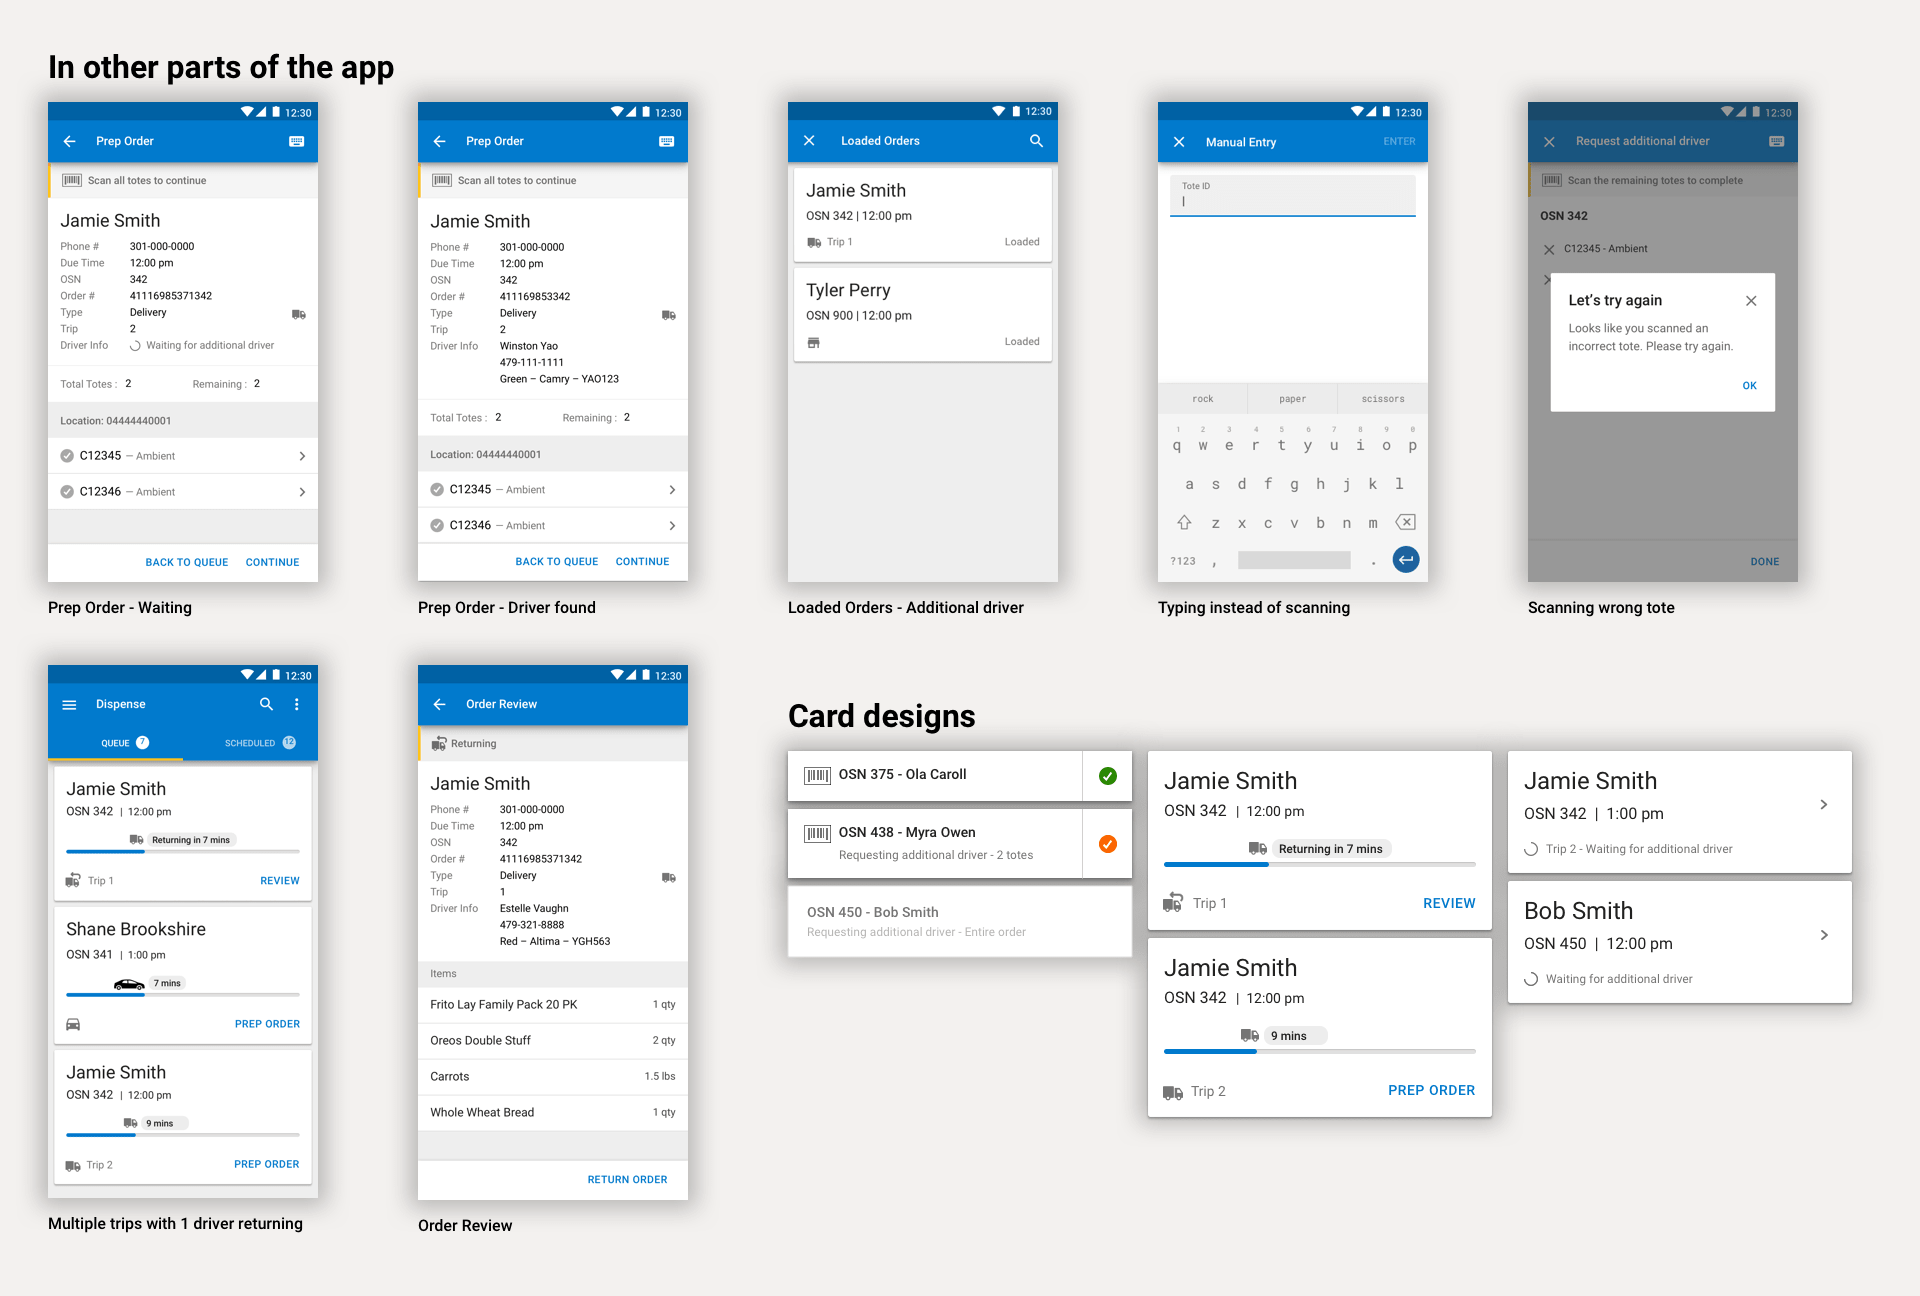 In other parts of the app
12:30
Prep Order
Scan all totes to continue
Jamie Smith
Phone # 301-000-0000
Due Time 12:00 pm
OSN 342
Order # 41116985371342
Type Delivery
Trip 2
Driver Info Waiting for additional driver
Total Totes : 2 Remaining : 2
Location: 04444440001
C12345 — Ambient
C12346 — Ambient
BACK TO QUEUE CONTINUE
Prep Order - Waiting
12:30
Prep Order
Scan all totes to continue
Jamie Smith
Phone # 301-000-0000
Due Time 12:00 pm
OSN 342
Order # 411169853342
Type Delivery
Trip 2
Driver Info Winston Yao
479-111-1111
Green – Camry – YAO123
Total Totes : 2 Remaining : 2
Location: 04444440001
C12345 — Ambient
C12346 — Ambient
BACK TO QUEUE CONTINUE
Prep Order - Driver found
12:30
Loaded Orders
Jamie Smith
OSN 342 | 12:00 pm
Trip 1 Loaded
Tyler Perry
OSN 900 | 12:00 pm
Loaded
Loaded Orders - Additional driver
12:30
Manual Entry ENTER
Tote ID
rock paper scissors
1 2 3 4 5 6 7 8 9 0
q w e r t y u i o p
a s d f g h j k l
z x c v b n m
?123 , .
Typing instead of scanning
12:30
Request additional driver
Scan the remaining totes to complete
OSN 342
C12345 - Ambient
Let's try again
Looks like you scanned an
incorrect tote. Please try again.
OK
DONE
Scanning wrong tote
12:30
Dispense
QUEUE 7 SCHEDULED 12
Jamie Smith
OSN 342 | 12:00 pm
Returning in 7 mins
Trip 1 REVIEW
Shane Brookshire
OSN 341 | 1:00 pm
7 mins
PREP ORDER
Jamie Smith
OSN 342 | 12:00 pm
9 mins
Trip 2 PREP ORDER
Multiple trips with 1 driver returning
12:30
Order Review
Returning
Jamie Smith
Phone # 301-000-0000
Due Time 12:00 pm
OSN 342
Order # 41116985371342
Type Delivery
Trip 1
Driver Info Estelle Vaughn
479-321-8888
Red – Altima – YGH563
Items
Frito Lay Family Pack 20 PK 1 qty
Oreos Double Stuff 2 qty
Carrots 1.5 lbs
Whole Wheat Bread 1 qty
RETURN ORDER
Order Review
Card designs
OSN 375 - Ola Caroll
OSN 438 - Myra Owen
Requesting additional driver - 2 totes
OSN 450 - Bob Smith
Requesting additional driver - Entire order
Jamie Smith
OSN 342 | 12:00 pm
Returning in 7 mins
Trip 1 REVIEW
Jamie Smith
OSN 342 | 12:00 pm
9 mins
Trip 2 PREP ORDER
Jamie Smith
OSN 342 | 1:00 pm
Trip 2 - Waiting for additional driver
Bob Smith
OSN 450 | 12:00 pm
Waiting for additional driver